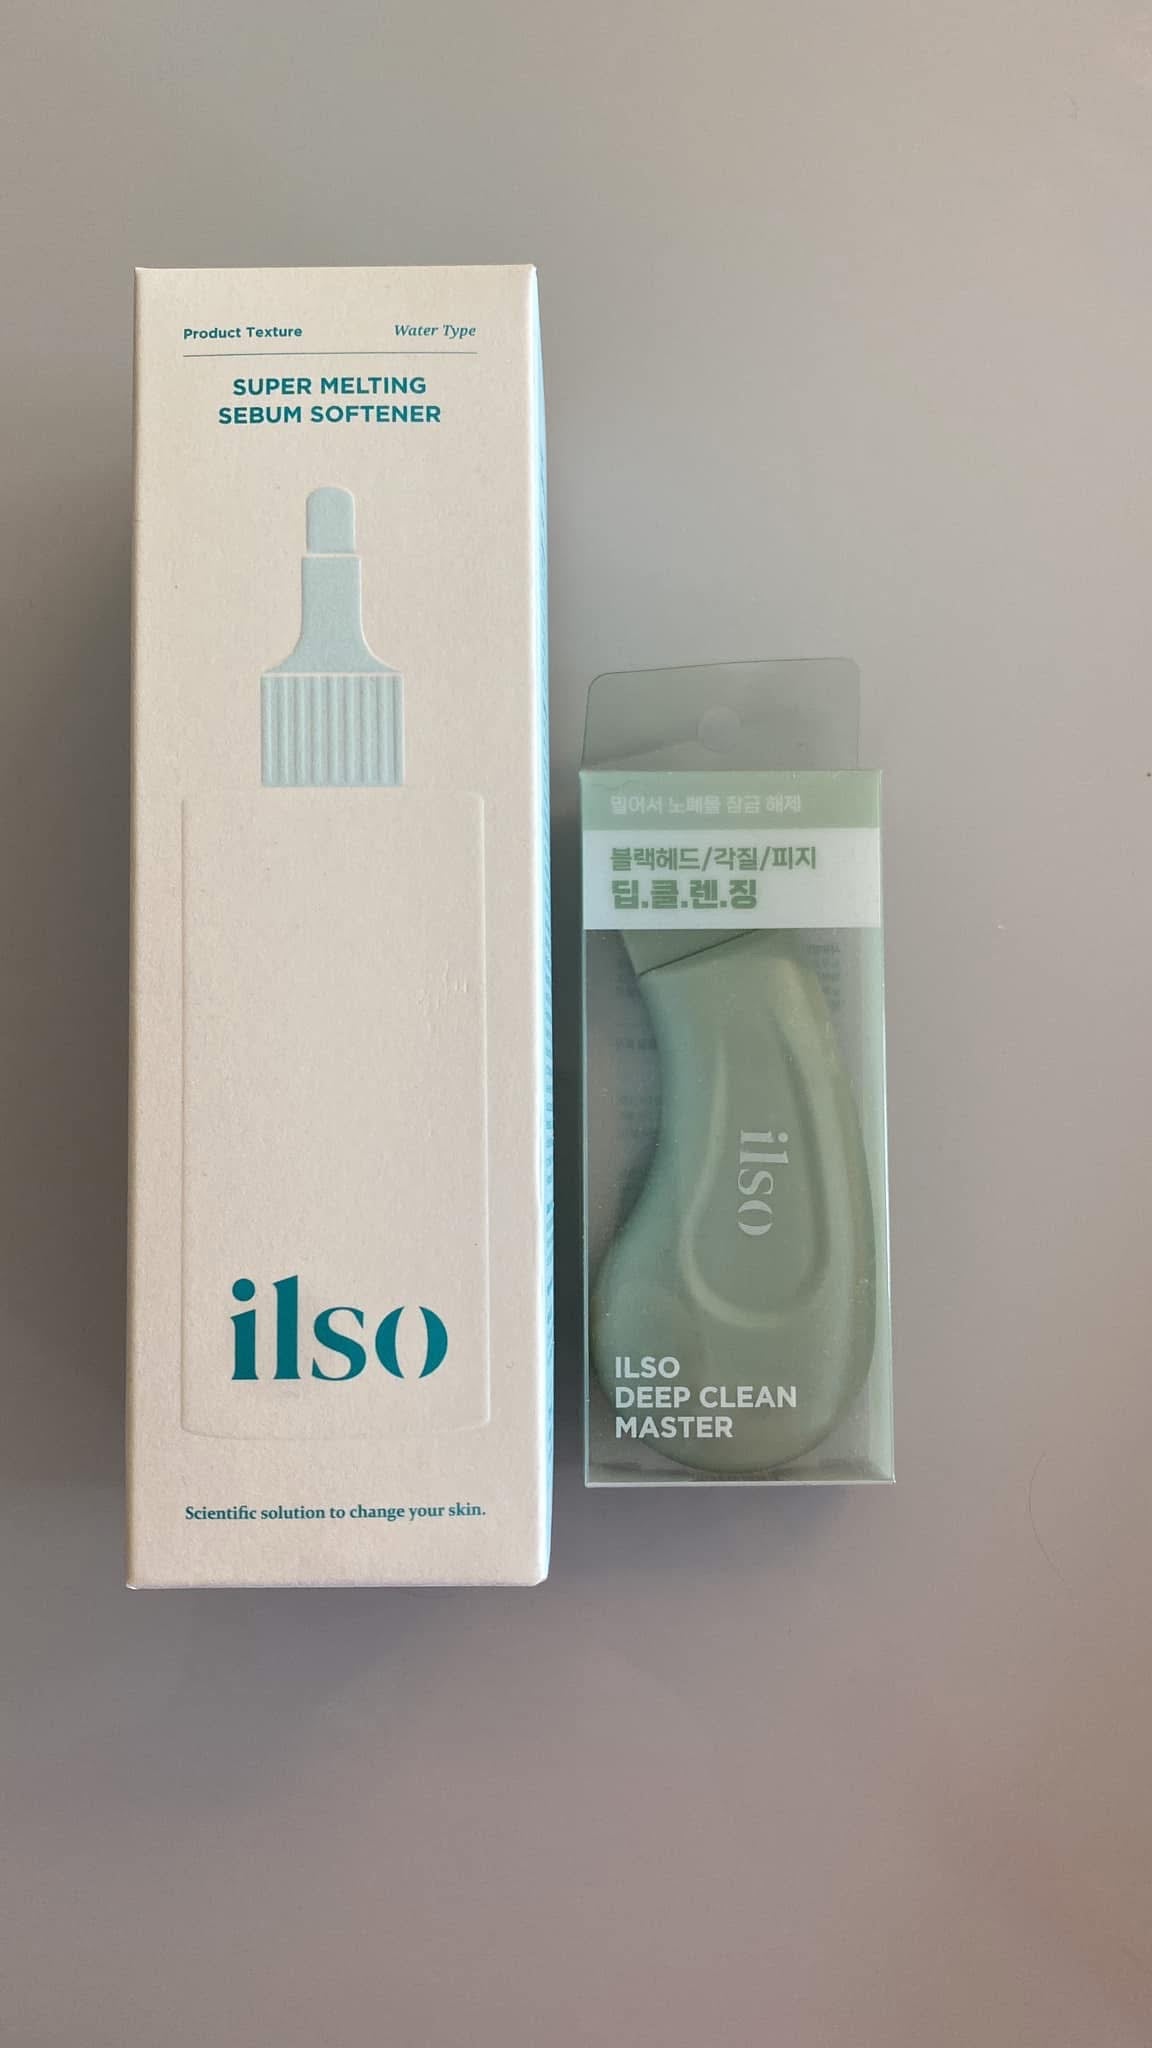 Product Texture Water Type
SUPER MELTING
SEBUM SOFTENER
ilso
Scientific solution to change your skin.
밀어서 노폐물 잠금 해제
블랙헤드/각질/피지
딥.클.렌.징
ilso
ILSO
DEEP CLEAN
MASTER